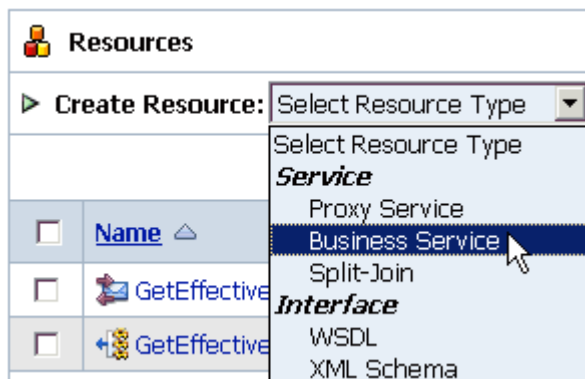 Resources
Create Resource: Select Resource Type
Select Resource Type
Service
Proxy Service
Business Service
Split-Join
Interface
WSDL
XML Schema
Name
GetEffective
GetEffective